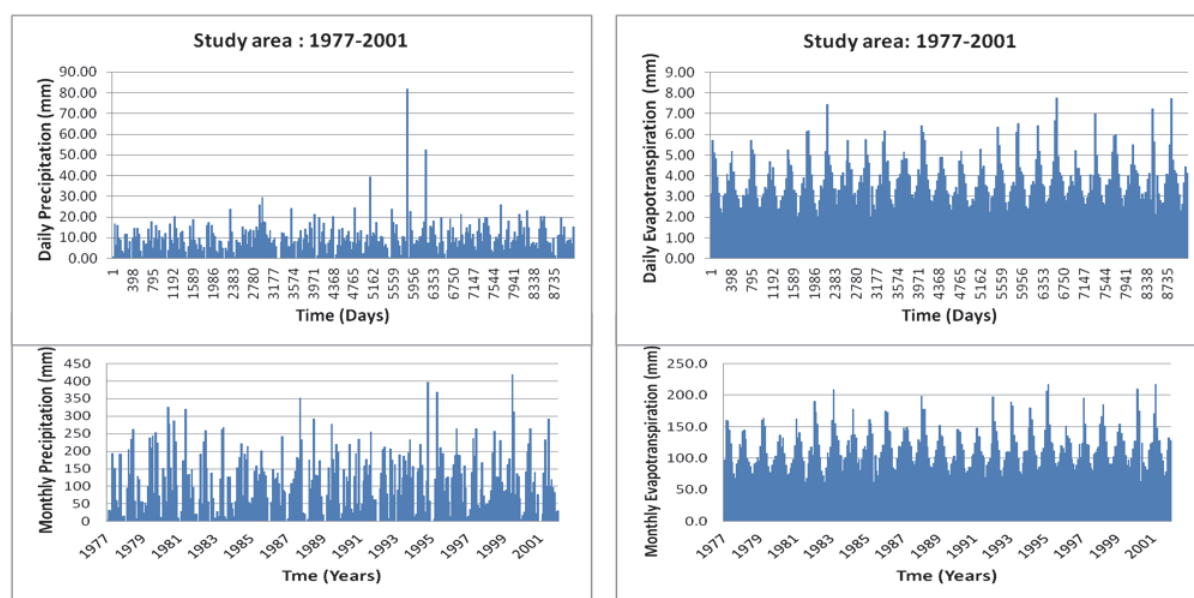 Study area : 1977-2001
Daily Precipitation (mm)
90.00
80.00
70.00
60.00
50.00
40.00
30.00
20.00
10.00
0.00
1 398 795 1192 1589 1986 2383 2780 3177 3574 3971 4368 4765 5162 5559 5956 6353 6750 7147 7544 7941 8338 8735
Time (Days)
Study area: 1977-2001
Daily Evapotranspiration (mm)
9.00
8.00
7.00
6.00
5.00
4.00
3.00
2.00
1.00
0.00
1 398 795 1192 1589 1986 2383 2780 3177 3574 3971 4368 4765 5162 5559 5956 6353 6750 7147 7544 7941 8338 8735
Time (Days)
Monthly Precipitation (mm)
450
400
350
300
250
200
150
100
50
0
1977 1979 1981 1983 1985 1987 1989 1991 1993 1995 1997 1999 2001
Tme (Years)
Monthly Evapotranspiration (mm)
250.0
200.0
150.0
100.0
50.0
0.0
1977 1979 1981 1983 1985 1987 1989 1991 1993 1995 1997 1999 2001
Tme (Years)